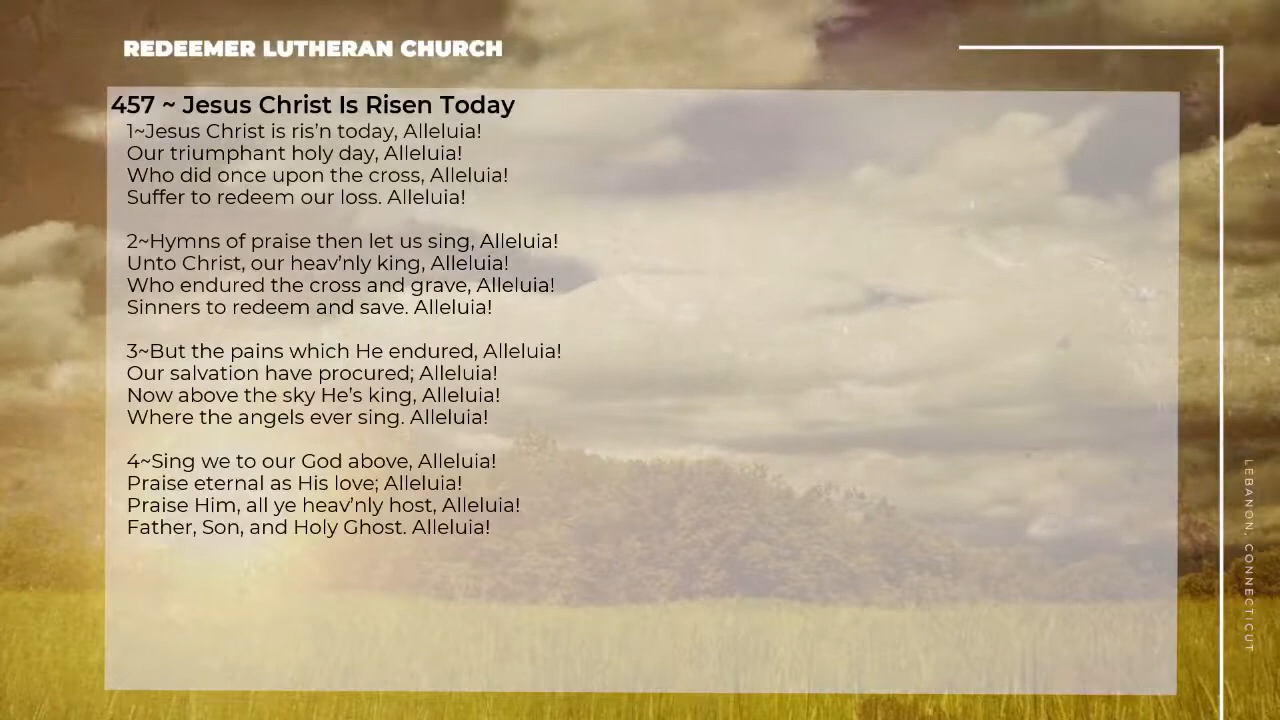 REDEEMER LUTHERAN CHURCH
457 ~ Jesus Christ Is Risen Today
1~Jesus Christ is ris’n today, Alleluia!
Our triumphant holy day, Alleluia!
Who did once upon the cross, Alleluia!
Suffer to redeem our loss. Alleluia!
2~Hymns of praise then let us sing, Alleluia!
Unto Christ, our heav’nly king, Alleluia!
Who endured the cross and grave, Alleluia!
Sinners to redeem and save. Alleluia!
3~But the pains which He endured, Alleluia!
Our salvation have procured; Alleluia!
Now above the sky He’s king, Alleluia!
Where the angels ever sing. Alleluia!
4~Sing we to our God above, Alleluia!
Praise eternal as His love; Alleluia!
Praise Him, all ye heav’nly host, Alleluia!
Father, Son, and Holy Ghost. Alleluia!
LEBANON, CONNECTICUT